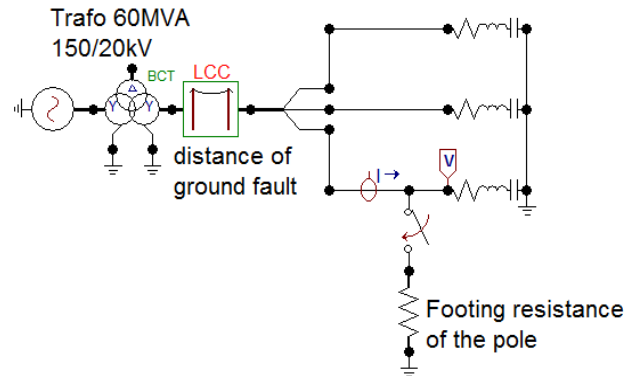 Trafo 60MVA
150/20kV
BCT
LCC
Y
Y
distance of
ground fault
I
V
Footing resistance
of the pole